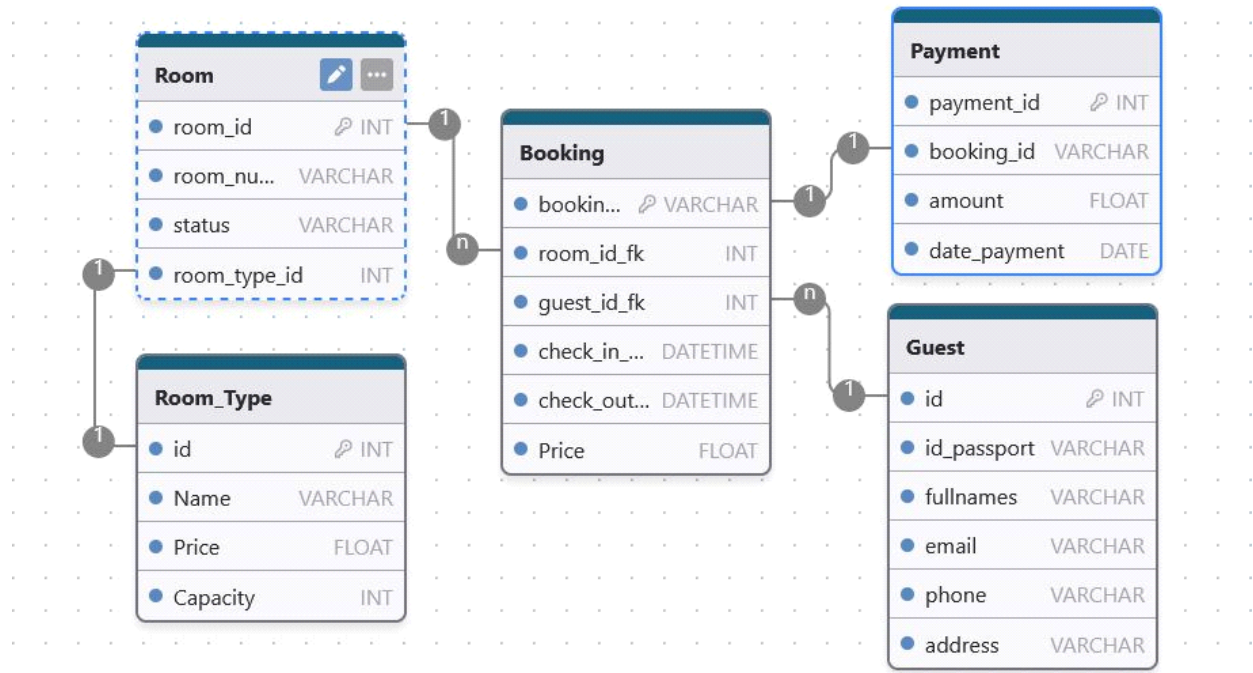 Room
room_id INT
room_nu... VARCHAR
status VARCHAR
room_type_id INT
1
n
1
1
Room_Type
id INT
Name VARCHAR
Price FLOAT
Capacity INT
Booking
bookin... VARCHAR
room_id_fk INT
guest_id_fk INT
check_in_... DATETIME
check_out... DATETIME
Price FLOAT
1
1
n
1
Payment
payment_id INT
booking_id VARCHAR
amount FLOAT
date_payment DATE
Guest
id INT
id_passport VARCHAR
fullnames VARCHAR
email VARCHAR
phone VARCHAR
address VARCHAR